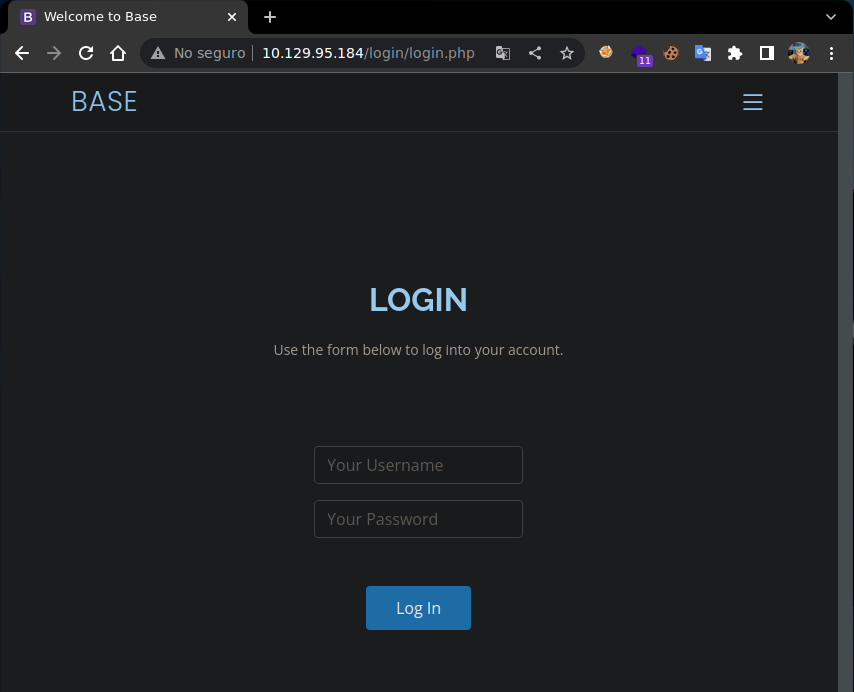 B Welcome to Base
No seguro 10.129.95.184/login/login.php 11
BASE
LOGIN
Use the form below to log into your account.
Your Username
Your Password
Log In